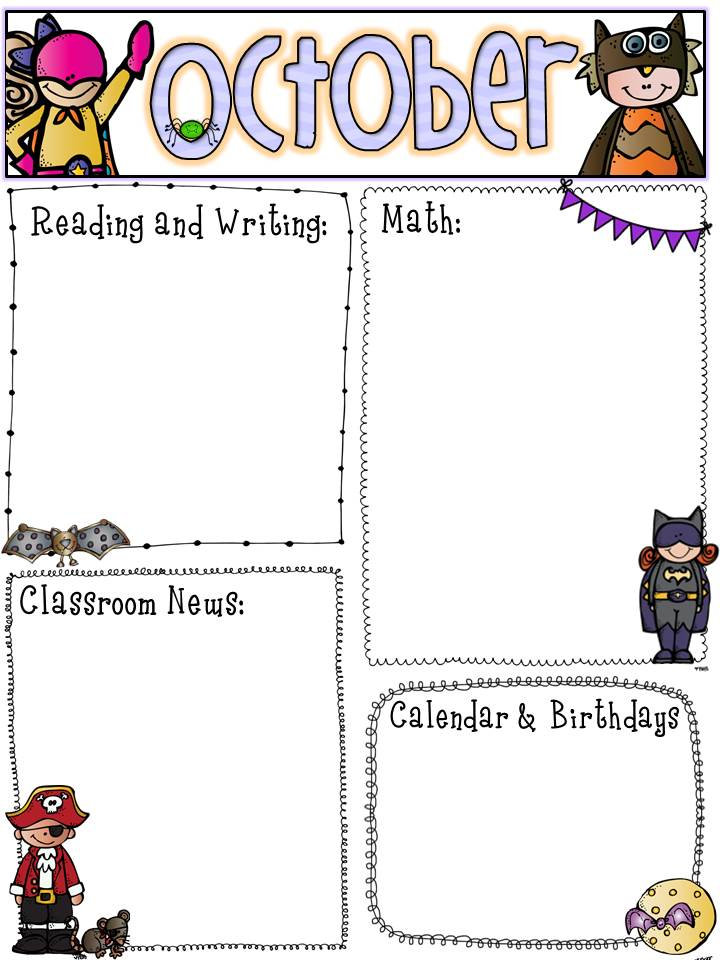 October
Reading and Writing:
Math:
Classroom News:
Calendar & Birthdays